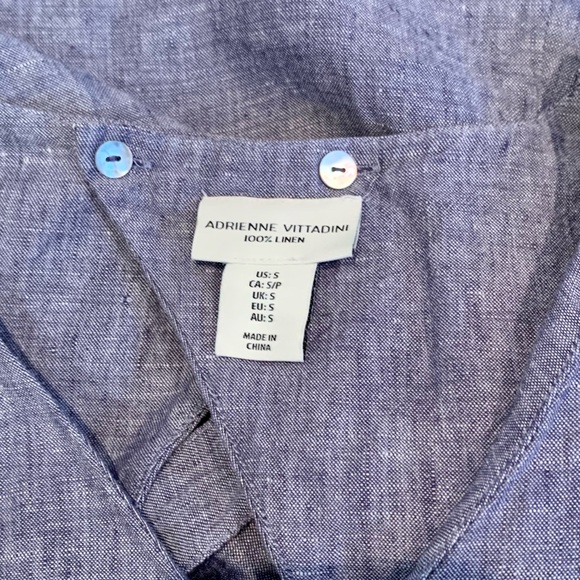 ADRIENNE VITTADINI
100% LINEN
US: S
CA: S/P
UK: S
EU: S
AU: S
MADE IN
CHINA